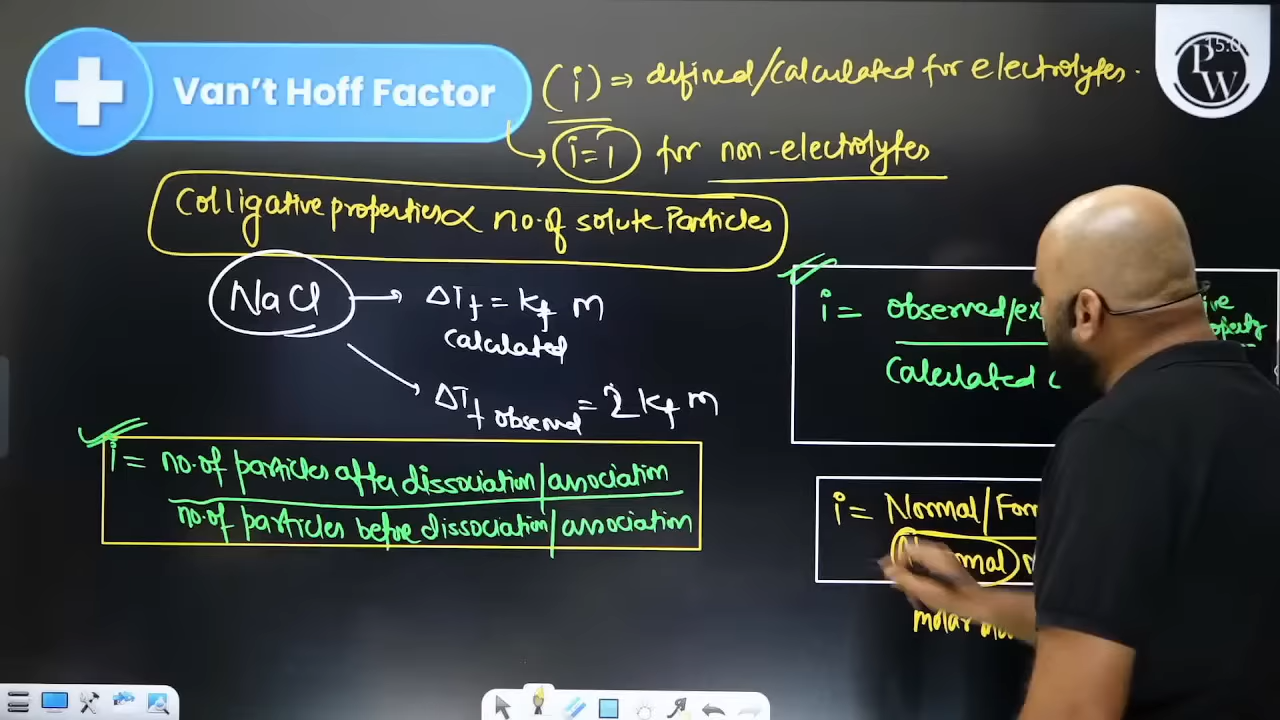 Van't Hoff Factor
(i) ⇒ defined/calculated for electrolytes.
i=1 for non-electrolytes
Colligative properties ∝ no. of solute Particles
NaCl → ΔTf = Kf m
calculated
ΔTf observed = 2 Kf m
i = observed/
property
Calculated
i = no. of particles after dissociation/association
no. of particles before dissociation/association
i = Normal/
molar
PW